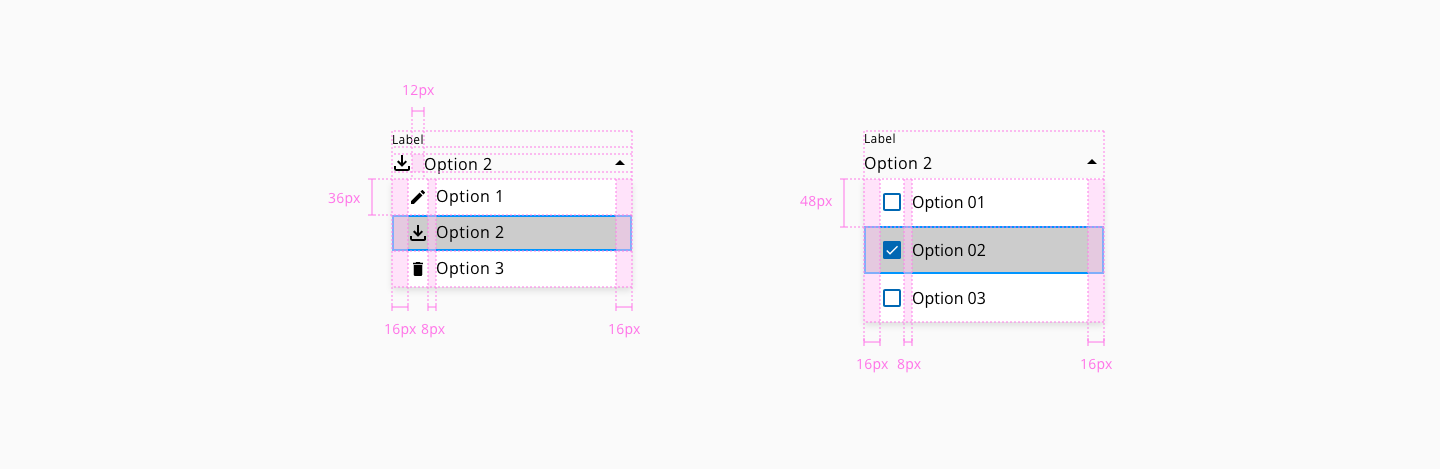 12px
Label
Option 2
36px
Option 1
Option 2
Option 3
16px 8px 16px
Label
Option 2
48px
Option 01
Option 02
Option 03
16px 8px 16px